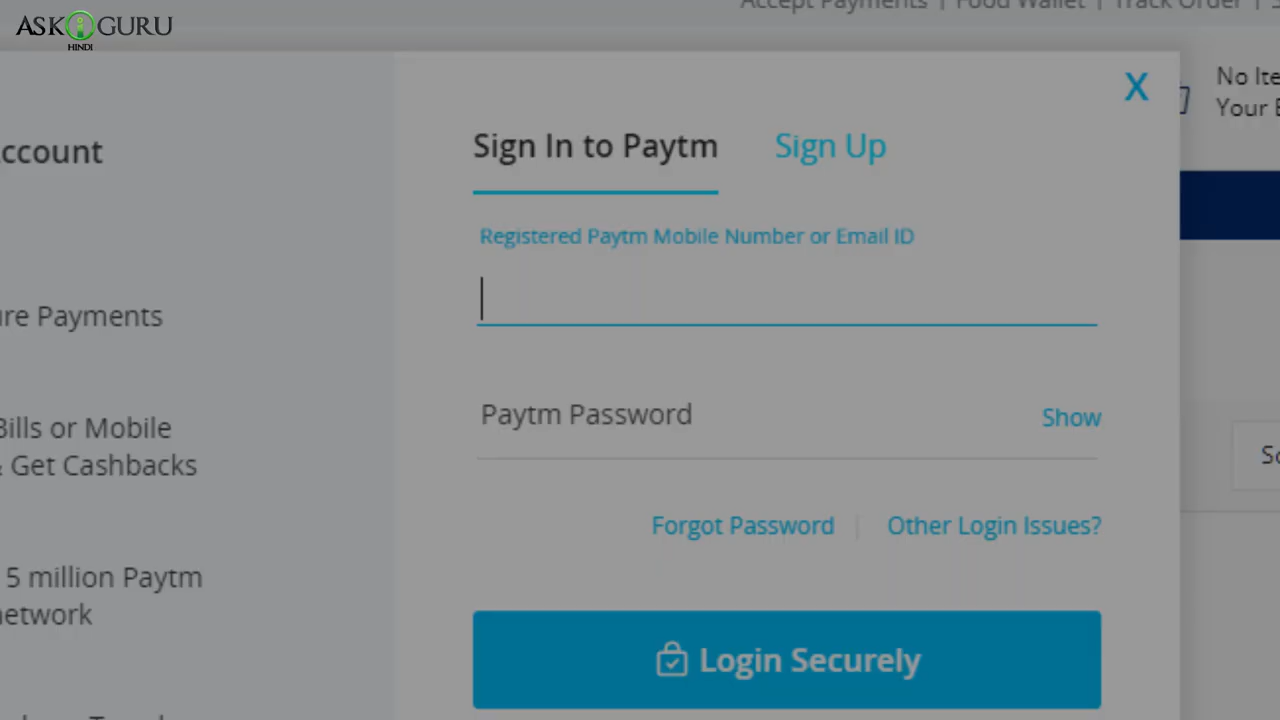 ASK GURU
HINDI
Accept Payments | Food Wallet | Track Order |
No Ite
Your
X
ccount
Sign In to Paytm
Sign Up
Registered Paytm Mobile Number or Email ID
ure Payments
Paytm Password
Show
Bills or Mobile
& Get Cashbacks
Forgot Password | Other Login Issues?
5 million Paytm
network
Login Securely